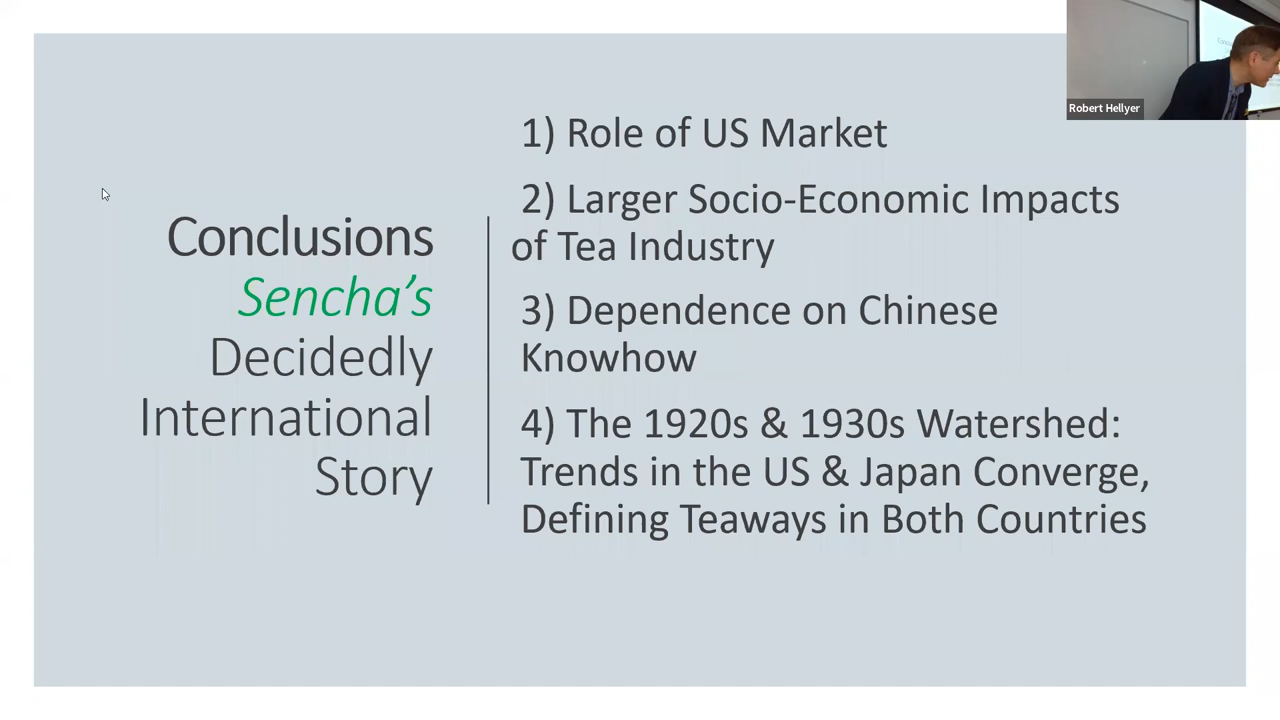 Conclusions
Sencha's
Decidedly
International
Story
1) Role of US Market
2) Larger Socio-Economic Impacts
of Tea Industry
3) Dependence on Chinese
Knowhow
4) The 1920s & 1930s Watershed:
Trends in the US & Japan Converge,
Defining Teaways in Both Countries
Robert Hellyer